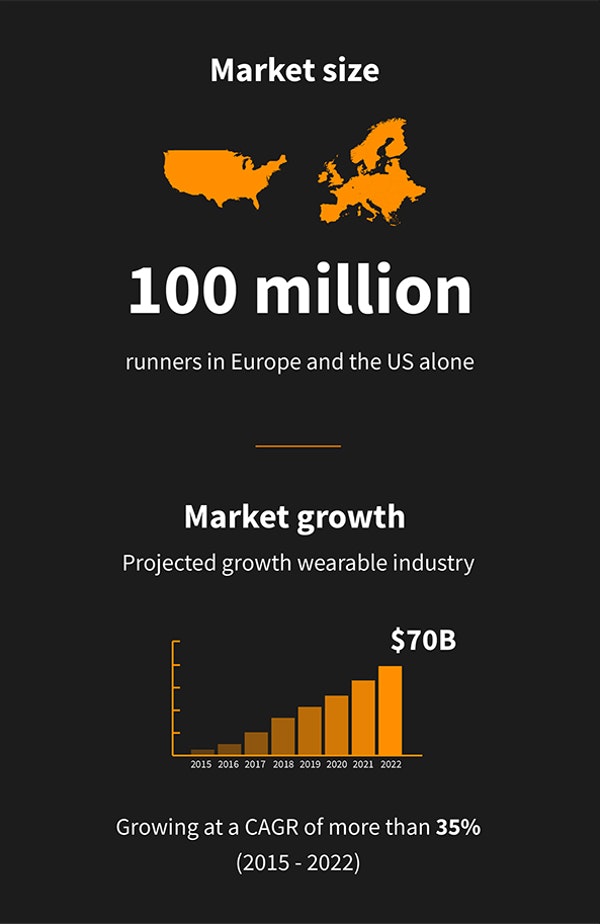 Market size
100 million
runners in Europe and the US alone
Market growth
Projected growth wearable industry
$70B
2015 2016 2017 2018 2019 2020 2021 2022
Growing at a CAGR of more than 35%
(2015 - 2022)